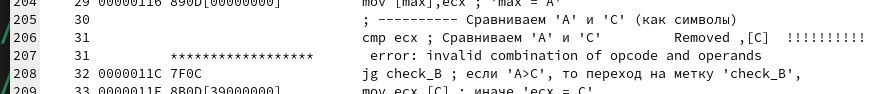 204 29 00000116 890D[00000000] mov [max],ecx ; 'max = A'
205 30 ; ---------- Сравниваем 'A' и 'C' (как символы)
206 31 cmp ecx ; Сравниваем 'A' и 'C' Removed ,[C] !!!!!!!!!!
207 31 ****************** error: invalid combination of opcode and operands
208 32 0000011C 7F0C jg check_B ; если 'A>C', то переход на метку 'check_B',
209 33 0000011E 8B0D[39000000] mov ecx,[C] ; иначе 'ecx = C'